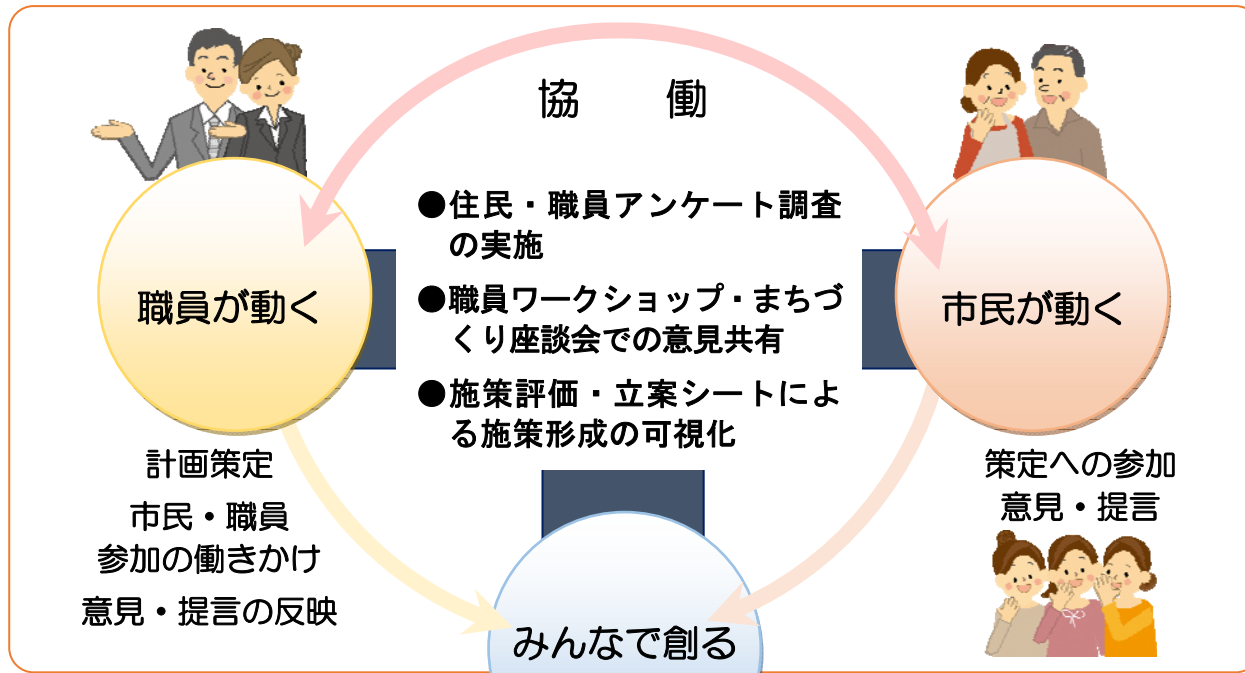 協　働
●住民・職員アンケート調査
の実施
●職員ワークショップ・まちづ
くり座談会での意見共有
●施策評価・立案シートによ
る施策形成の可視化
職員が動く
計画策定
市民・職員
参加の働きかけ
意見・提言の反映
市民が動く
策定への参加
意見・提言
みんなで創る